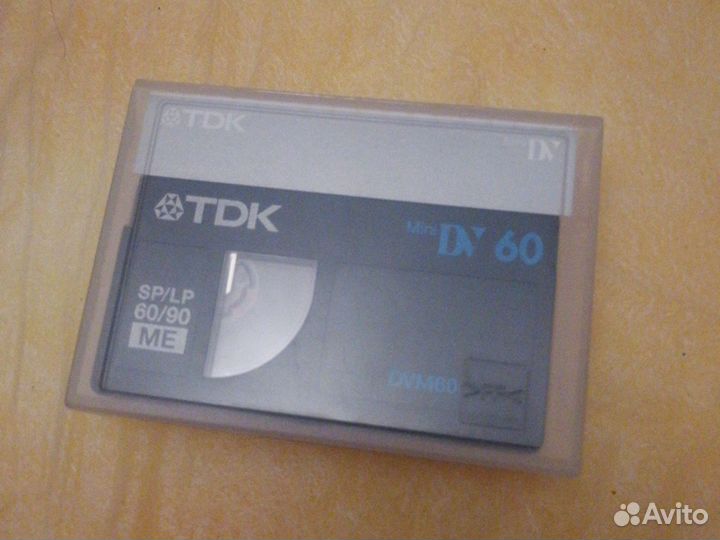 TDK
DV
TDK
Mini DV 60
SP/LP
60/90
ME
DVM60
Avito